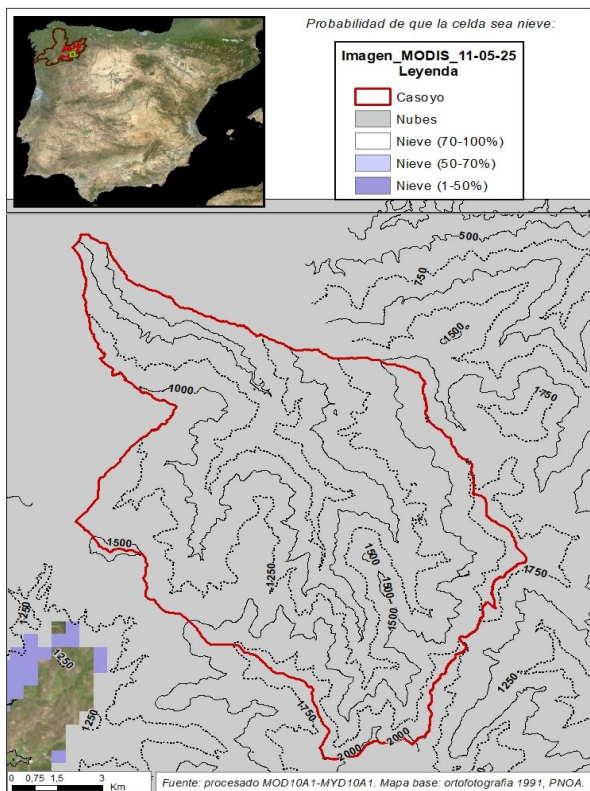 Probabilidad de que la celda sea nieve:
Imagen_MODIS_11-05-25
Leyenda
Casoyo
Nubes
Nieve (70-100%)
Nieve (50-70%)
Nieve (1-50%)
500
750
1500
1750
1000
1500
1250
1500
1500
1500
1750
1250
1250
1250
1250
1750
2000
2000
0 0,75 1,5 3
Km
Fuente: procesado MOD10A1-MYD10A1. Mapa base: ortofotografía 1991, PNOA.